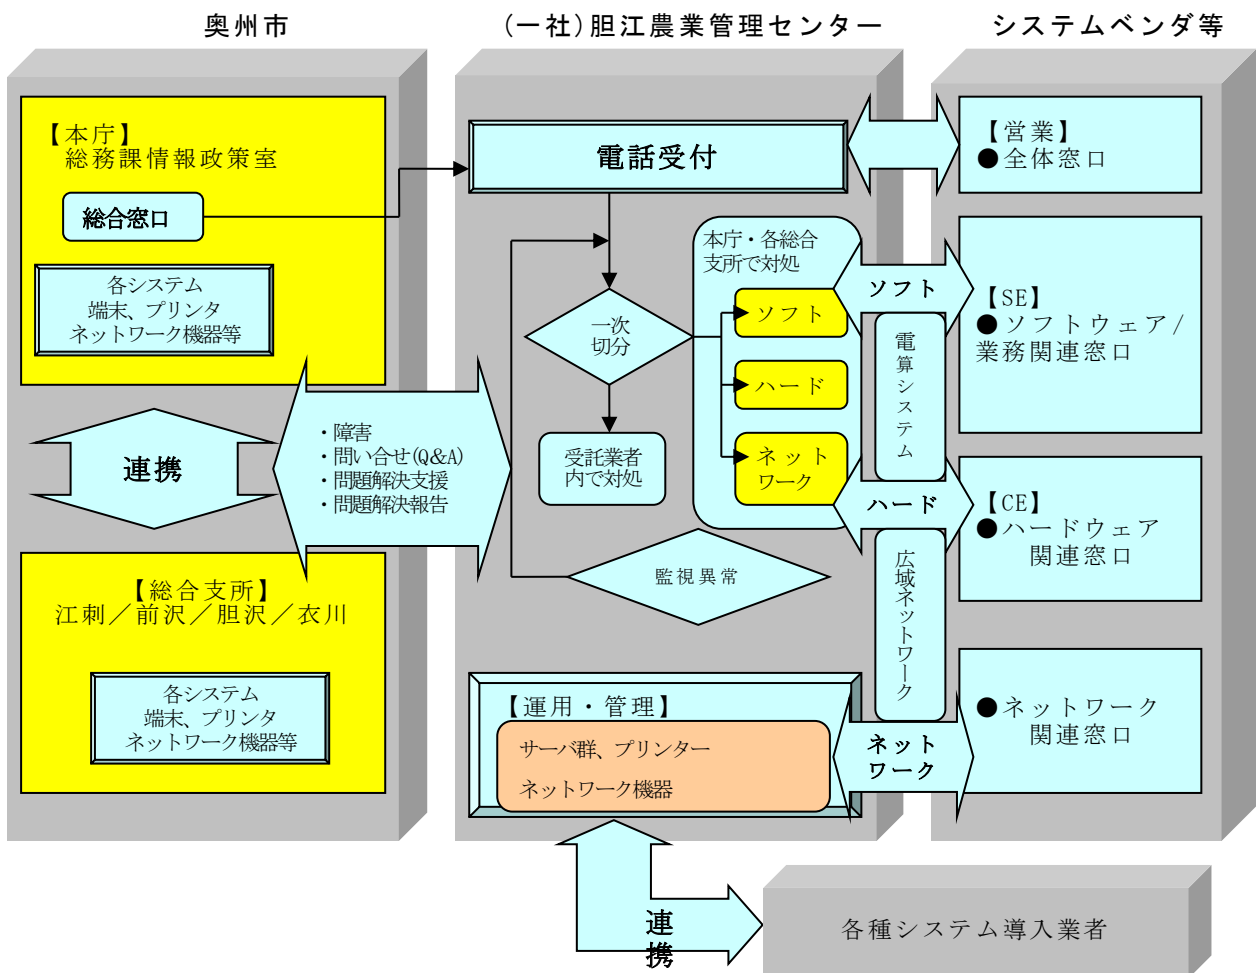 奥州市
(一社)胆江農業管理センター
システムベンダ等
【本庁】
総務課情報政策室
総合窓口
各システム
端末、プリンタ
ネットワーク機器等
連携
【総合支所】
江刺／前沢／胆沢／衣川
各システム
端末、プリンタ
ネットワーク機器等
・障害
・問い合せ(Q&A)
・問題解決支援
・問題解決報告
電話受付
一次
切分
受託業者
内で対処
本庁・各総合
支所で対処
ソフト
ハード
ネット
ワーク
監視異常
【運用・管理】
サーバ群、プリンター
ネットワーク機器
ソフト
電算システム
ハード
広域ネットワーク
ネット
ワーク
【営業】
●全体窓口
【SE】
●ソフトウェア/
業務関連窓口
【CE】
●ハードウェア
関連窓口
●ネットワーク
関連窓口
連携
各種システム導入業者